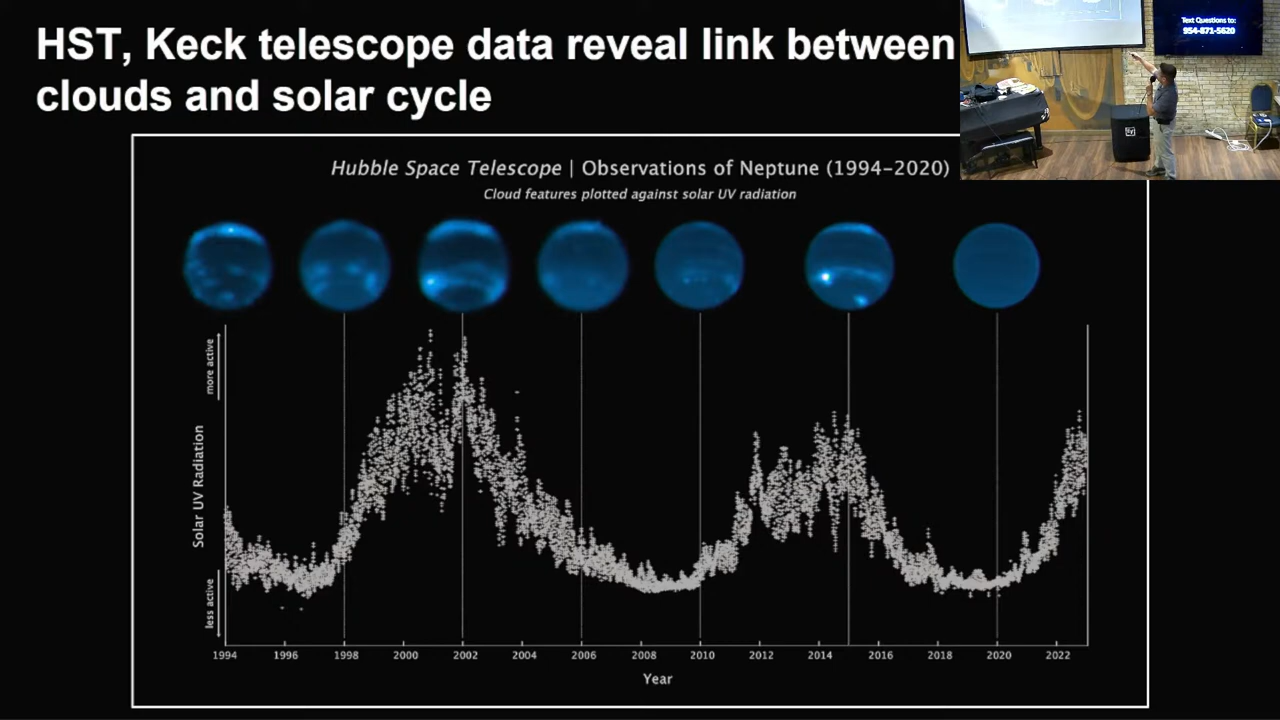 HST, Keck telescope data reveal link between
clouds and solar cycle
Text Questions to:
954-871-5620
Hubble Space Telescope | Observations of Neptune (1994–2020)
Cloud features plotted against solar UV radiation
more active
Solar UV Radiation
less active
1994 1996 1998 2000 2002 2004 2006 2008 2010 2012 2014 2016 2018 2020 2022
Year